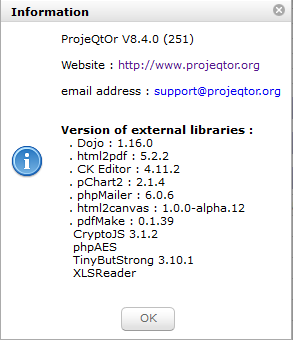 Information
ProjeQtOr V8.4.0 (251)
Website : http://www.projeqtor.org
email address : support@projeqtor.org
Version of external libraries :
. Dojo : 1.16.0
. html2pdf : 5.2.2
. CK Editor : 4.11.2
. pChart2 : 2.1.4
. phpMailer : 6.0.6
. html2canvas : 1.0.0-alpha.12
. pdfMake : 0.1.39
CryptoJS 3.1.2
phpAES
TinyButStrong 3.10.1
XLSReader
OK